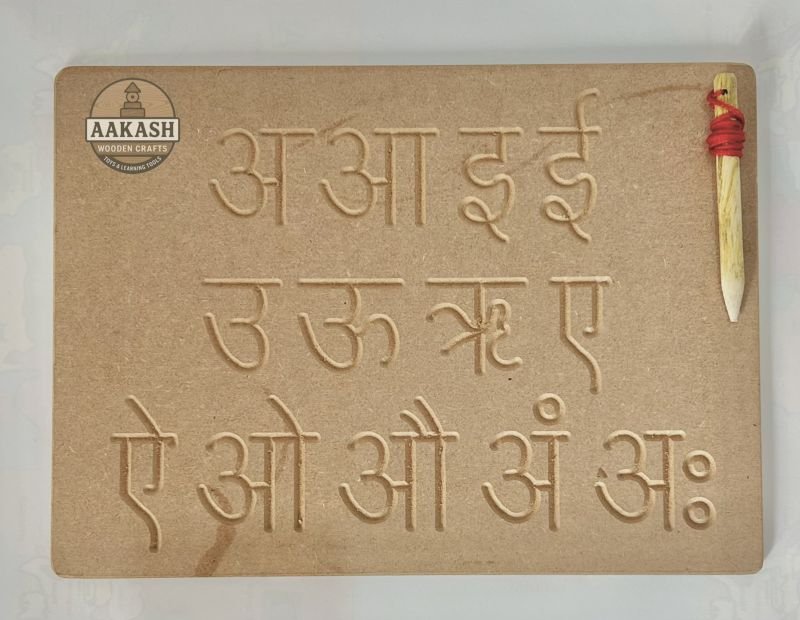 AAKASH
WOODEN CRAFTS
TOYS & LEARNING TOOLS
अ आ इ ई
उ ऊ ऋ ए
ऐ ओ औ अं अः